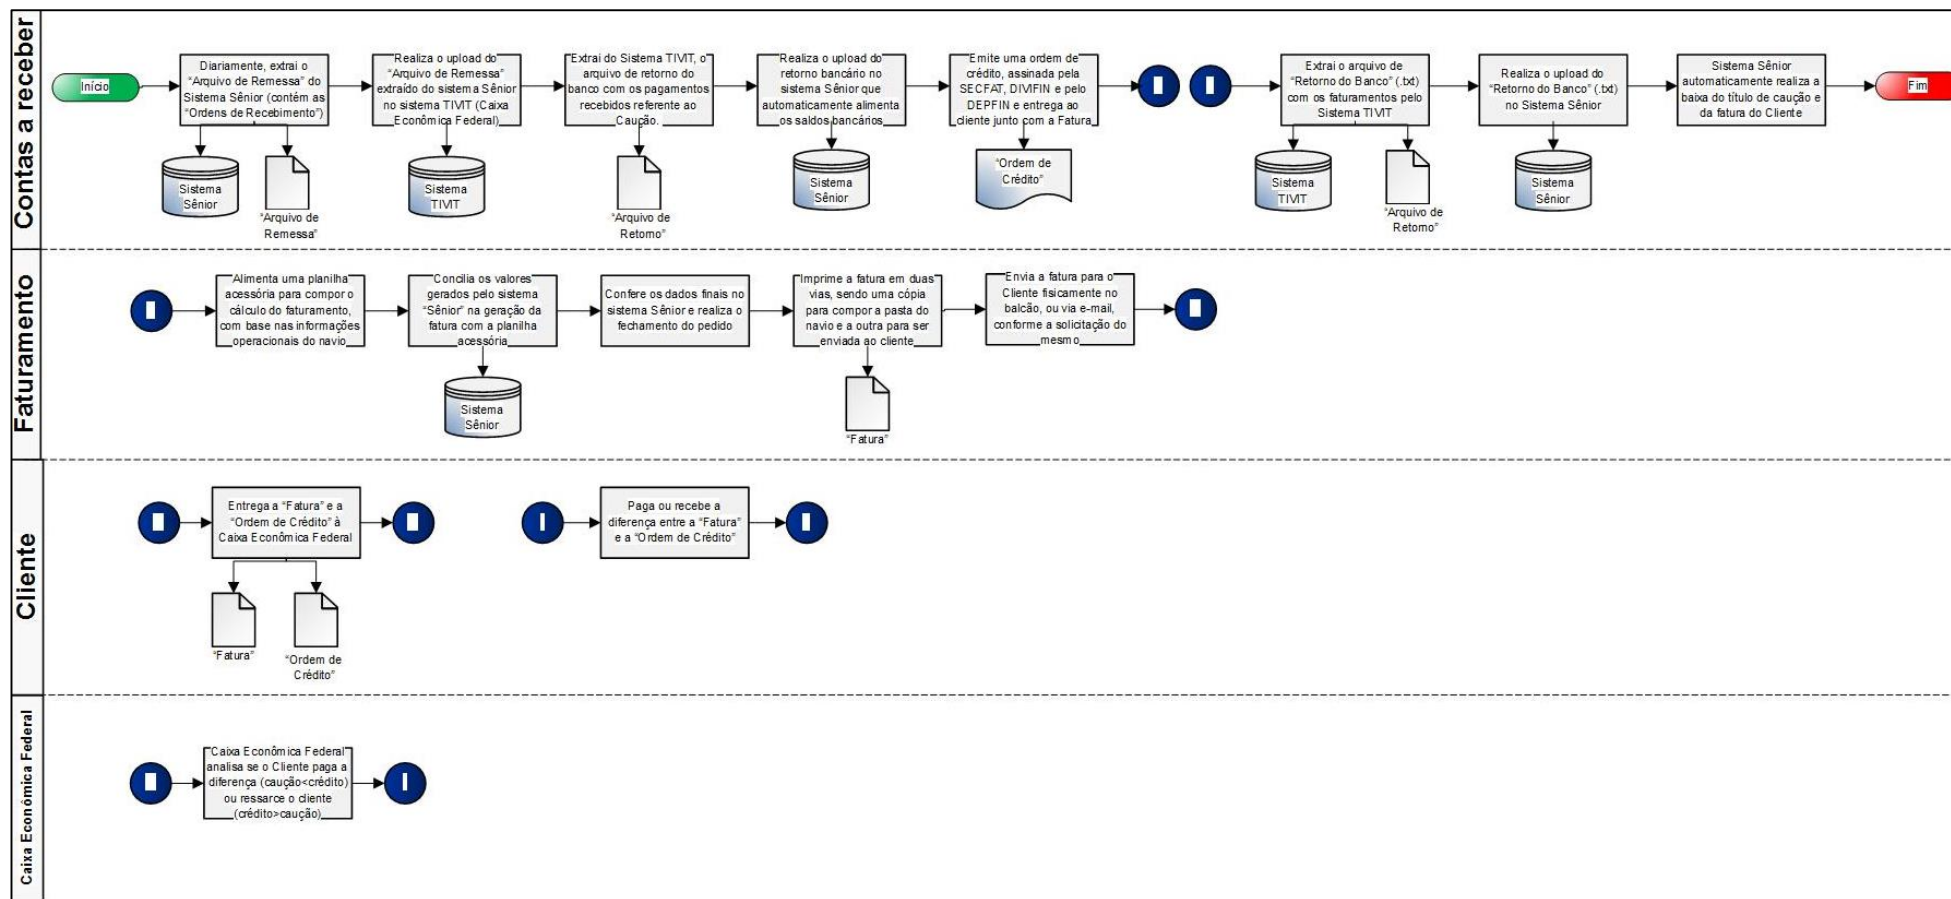 Contas a receber
Início
Diariamente, extrai o
“Arquivo de Remessa” do
Sistema Sênior (contém as
“Ordens de Recebimento”)
Sistema
Sênior
“Arquivo de
Remessa”
Realiza o upload do
“Arquivo de Remessa”
extraído do sistema Sênior
no sistema TIVIT (Caixa
Econômica Federal)
Sistema
TIVIT
Extrai do Sistema TIVIT, o
arquivo de retorno do
banco com os pagamentos
recebidos referente ao
Caução.
“Arquivo de
Retorno”
Realiza o upload do
retorno bancário no
sistema Sênior que
automaticamente alimenta
os saldos bancários
Sistema
Sênior
Emite uma ordem de
crédito, assinada pela
SECFAT, DIVIFIN e pelo
DEPFIN e entrega ao
cliente junto com a Fatura
“Ordem de
Crédito”
Extrai o arquivo de
“Retorno do Banco” (.txt)
com os faturamentos pelo
Sistema TIVIT
Sistema
TIVIT
“Arquivo de
Retorno”
Realiza o upload do
“Retorno do Banco” (.txt)
no Sistema Sênior
Sistema
Sênior
Sistema Sênior
automaticamente realiza a
baixa do título de caução e
da fatura do Cliente
Fim
Faturamento
Alimenta uma planilha
acessória para compor o
cálculo do faturamento,
com base nas informações
operacionais do navio
Concilia os valores
gerados pelo sistema
“Sênior” na geração da
fatura com a planilha
acessória
Sistema
Sênior
Confere os dados finais no
sistema Sênior e realiza o
fechamento do pedido
Imprime a fatura em duas
vias, sendo uma cópia
para compor a pasta do
navio e a outra para ser
enviada ao cliente
“Fatura”
Envia a fatura para o
Cliente fisicamente no
balcão, ou via e-mail,
conforme a solicitação do
mesmo
Cliente
Entrega a “Fatura” e a
“Ordem de Crédito” à
Caixa Econômica Federal
“Fatura”
“Ordem de
Crédito”
Paga ou recebe a
diferença entre a “Fatura”
e a “Ordem de Crédito”
Caixa Econômica Federal
Caixa Econômica Federal
analisa se o Cliente paga a
diferença (caução<crédito)
ou ressarce o cliente
(crédito>caução)